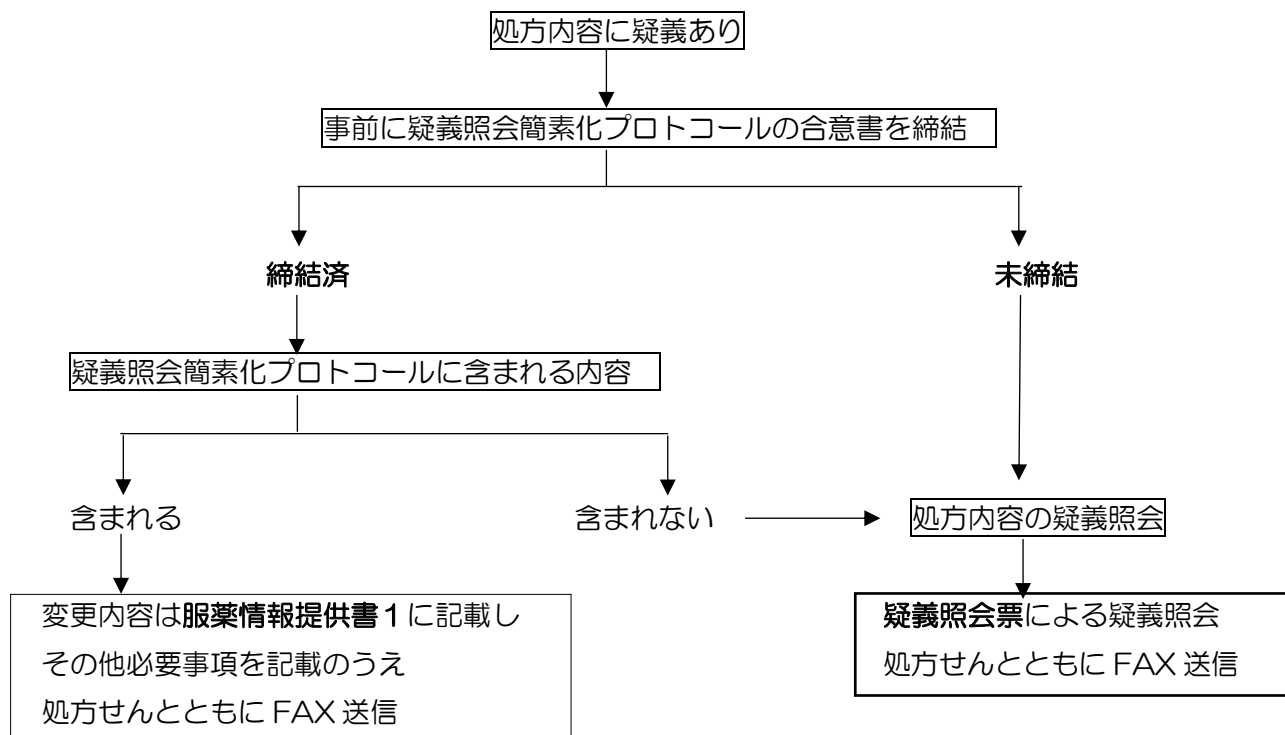 処方内容に疑義あり
事前に疑義照会簡素化プロトコールの合意書を締結
締結済
未締結
疑義照会簡素化プロトコールに含まれる内容
含まれる
含まれない
処方内容の疑義照会
変更内容は服薬情報提供書1に記載し
その他必要事項を記載のうえ
処方せんとともに FAX 送信
疑義照会票による疑義照会
処方せんとともに FAX 送信